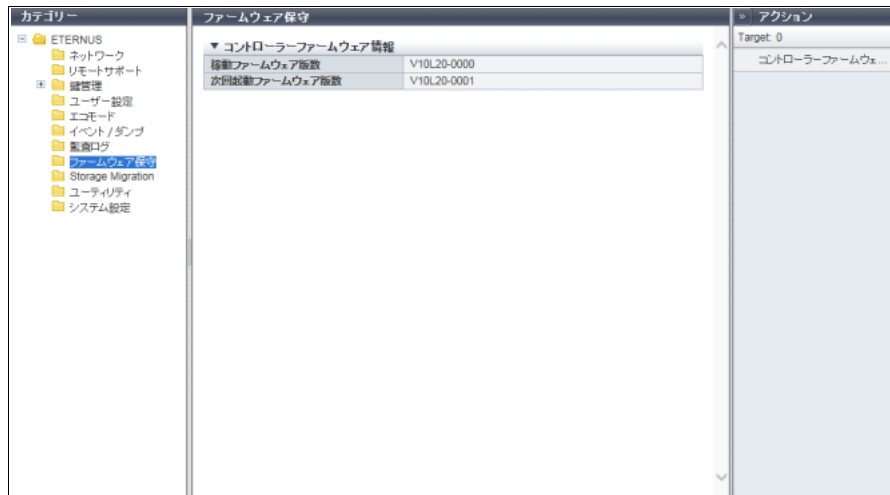 カテゴリー
ETERNUS
ネットワーク
リモートサポート
鍵管理
ユーザー設定
エコモード
イベント / ダンプ
監査ログ
ファームウェア保守
Storage Migration
ユーティリティ
システム設定
ファームウェア保守
▼ コントローラーファームウェア情報
稼動ファームウェア版数 V10L20-0000
次回起動ファームウェア版数 V10L20-0001
» アクション
Target: 0
コントローラーファームウェ...